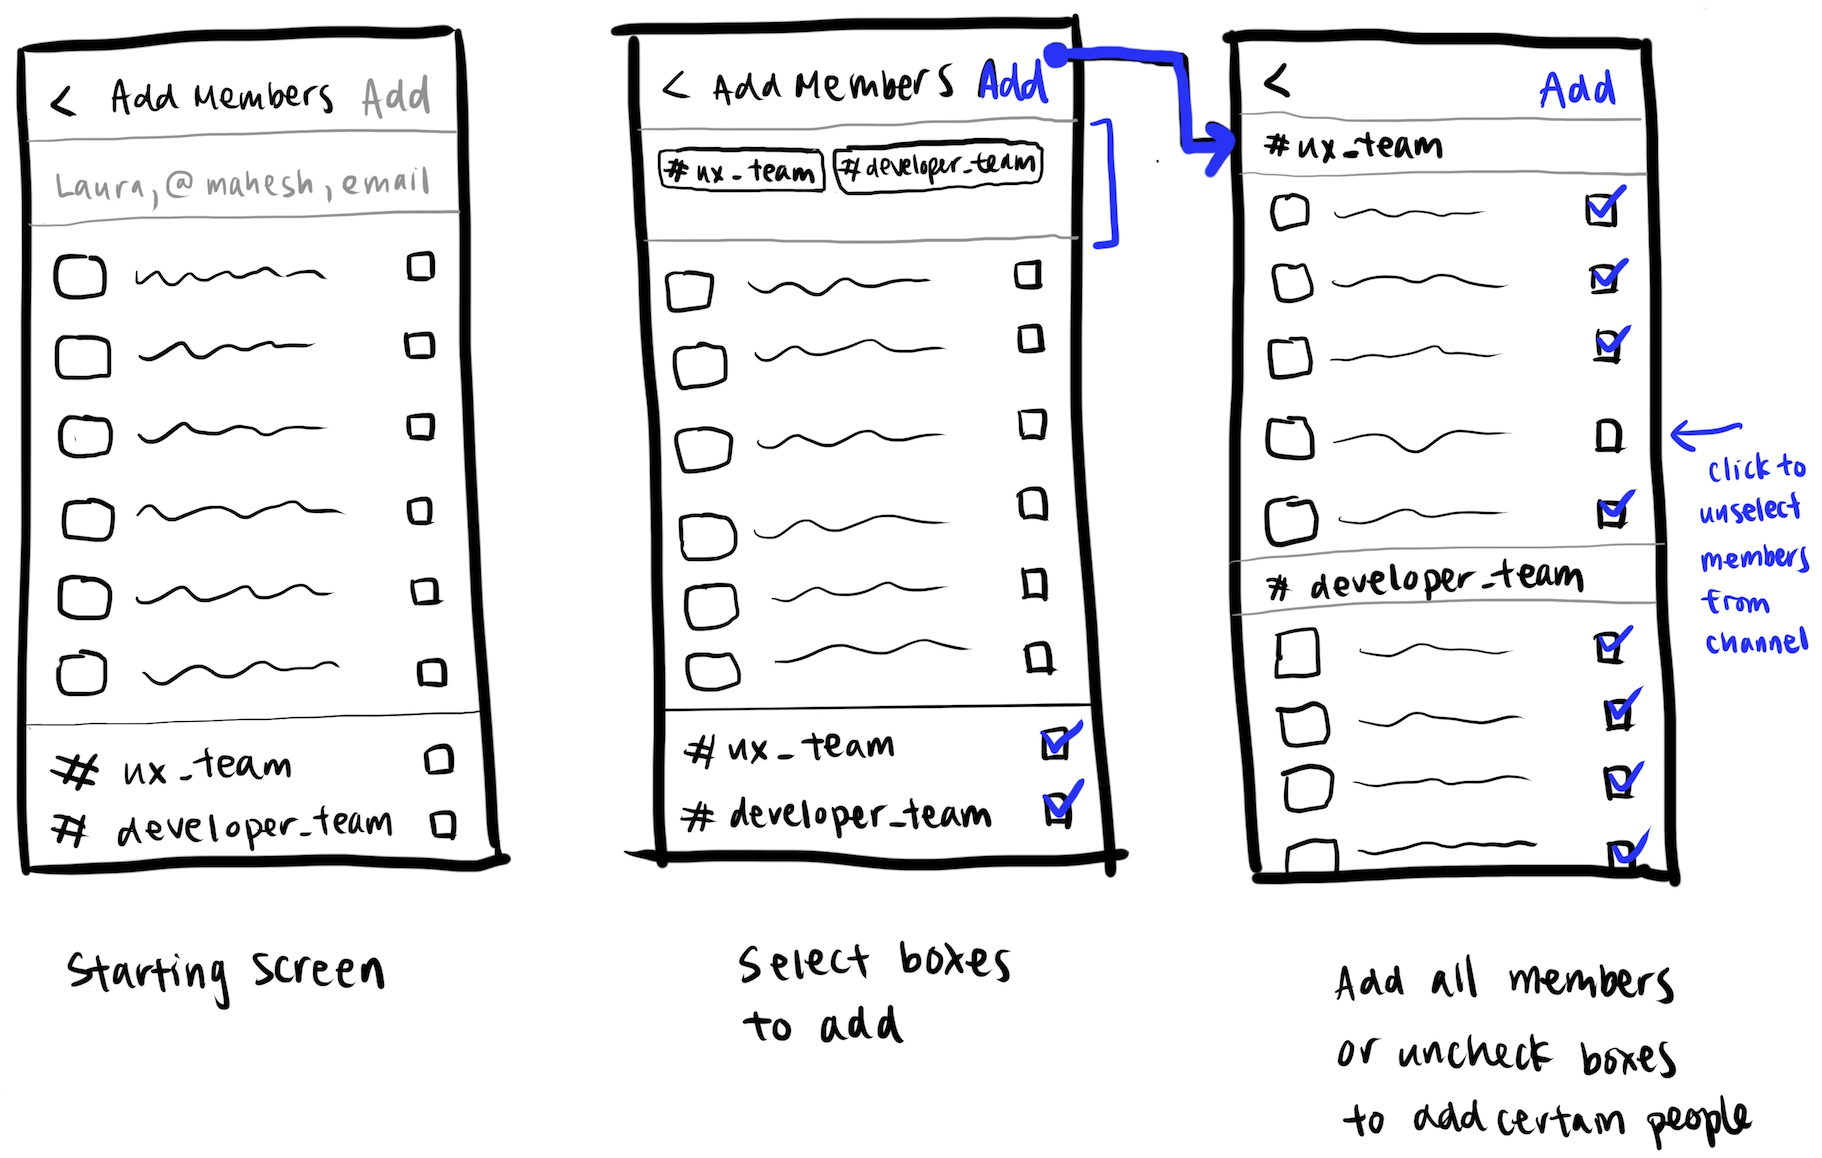 < Add Members Add
Laura, @mahesh, email
# ux_team
# developer_team
Starting screen
< Add Members Add
#ux_team #developer_team
# ux_team
# developer_team
Select boxes
to add
< Add
#ux_team
# developer_team
click to
unselect
members
from
channel
Add all members
or uncheck boxes
to add certain people